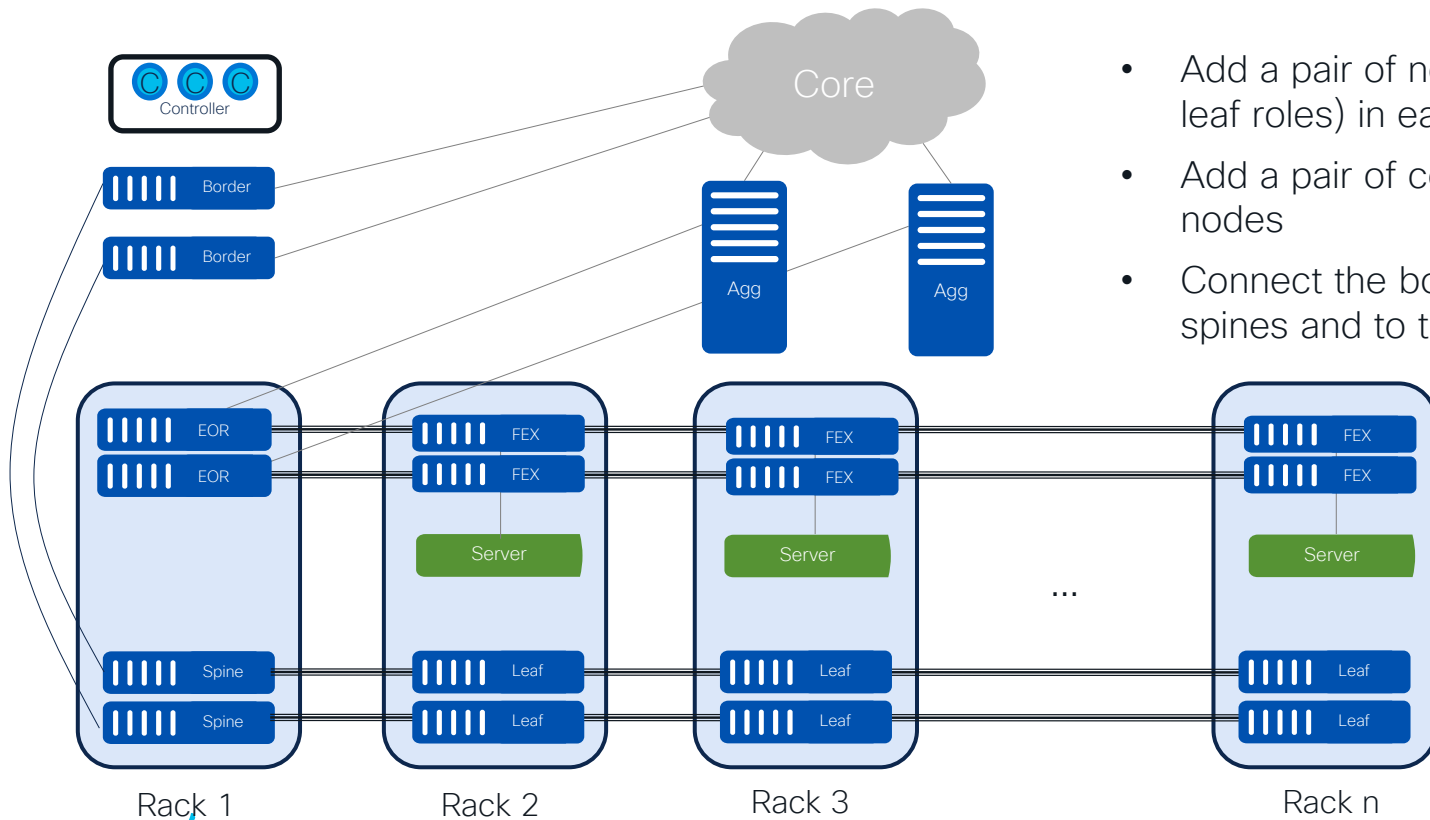 C C C
Controller
Core
Border
Border
Agg
Agg
• Add a pair of
leaf roles) in
• Add a pair of
nodes
• Connect the
spines and to
EOR
FEX
FEX
FEX
EOR
FEX
FEX
FEX
Server
Server
Server
...
Spine
Leaf
Leaf
Leaf
Spine
Leaf
Leaf
Leaf
Rack 1
Rack 2
Rack 3
Rack n